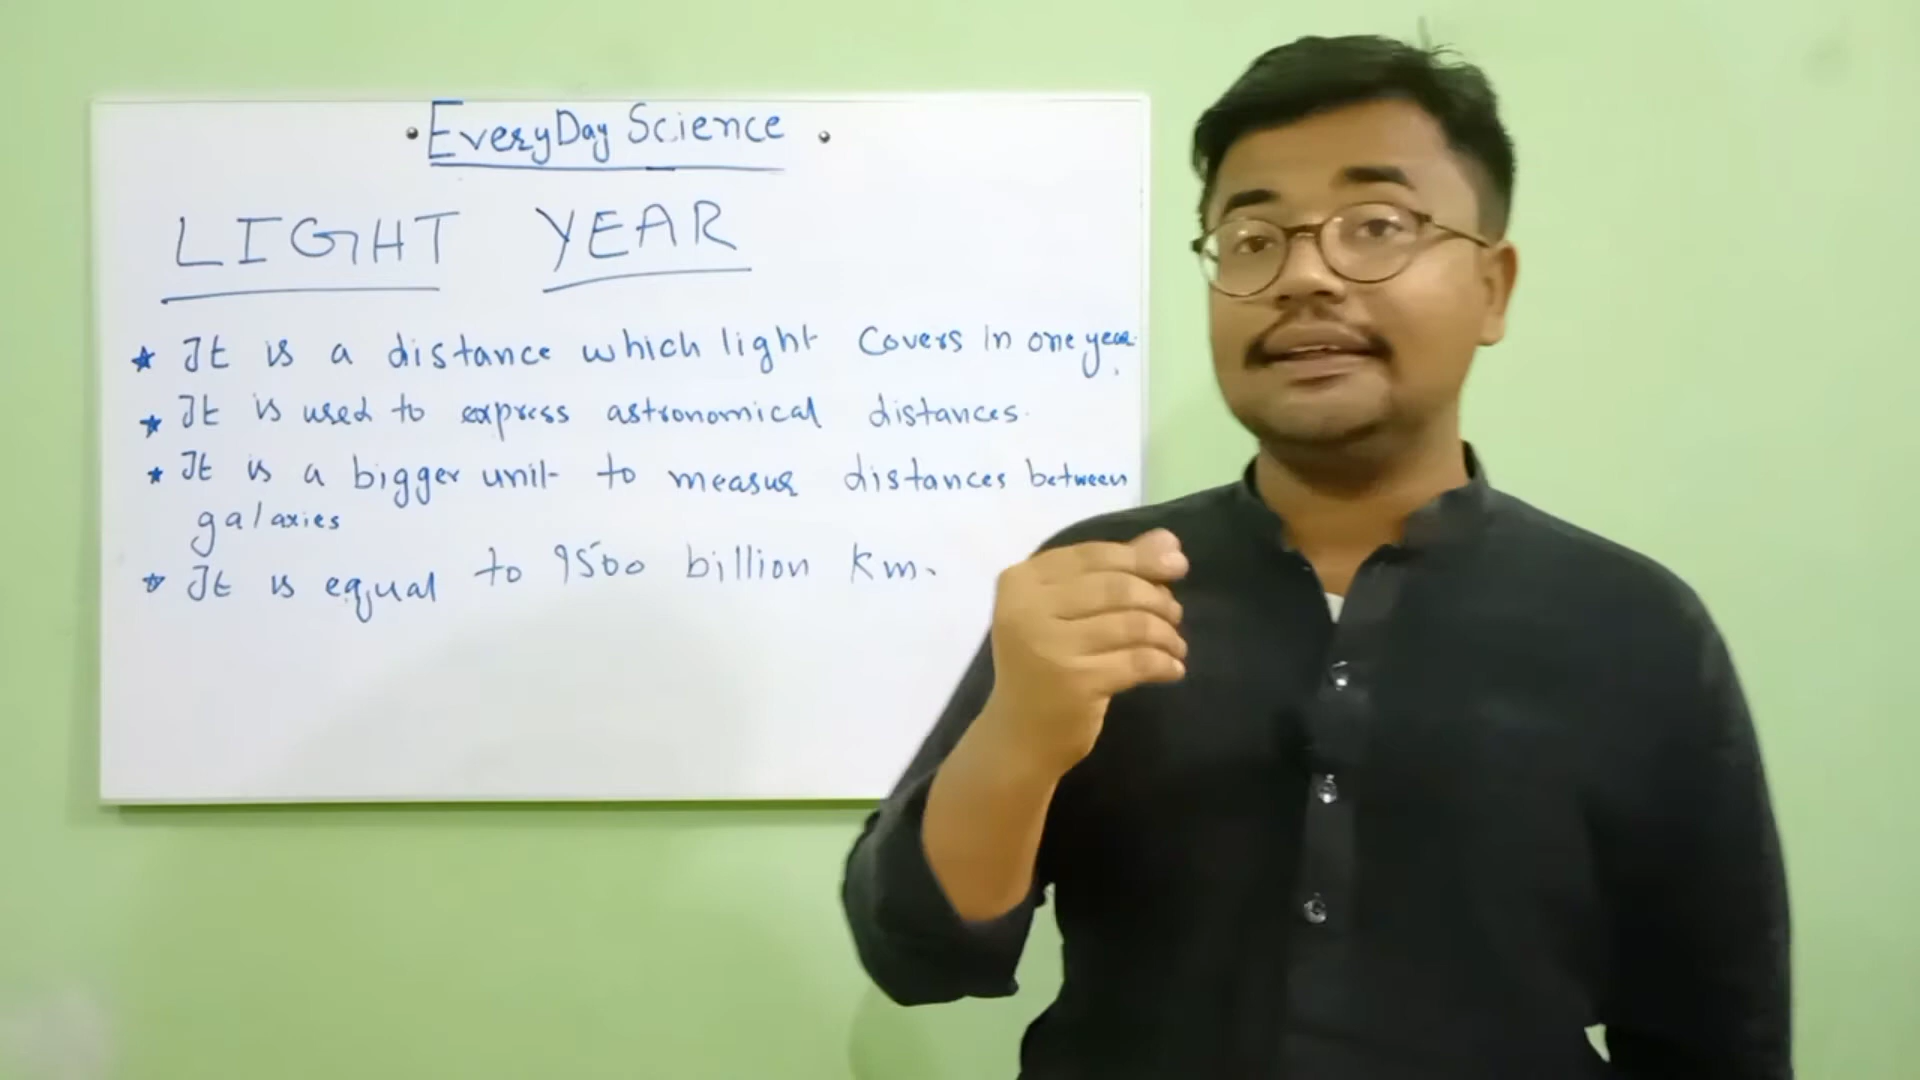 EveryDay Science
LIGHT YEAR
It is a distance which light Covers in one year.
It is used to express astronomical distances.
It is a bigger unit to measure distances between
galaxies
It is equal to 9500 billion Km.